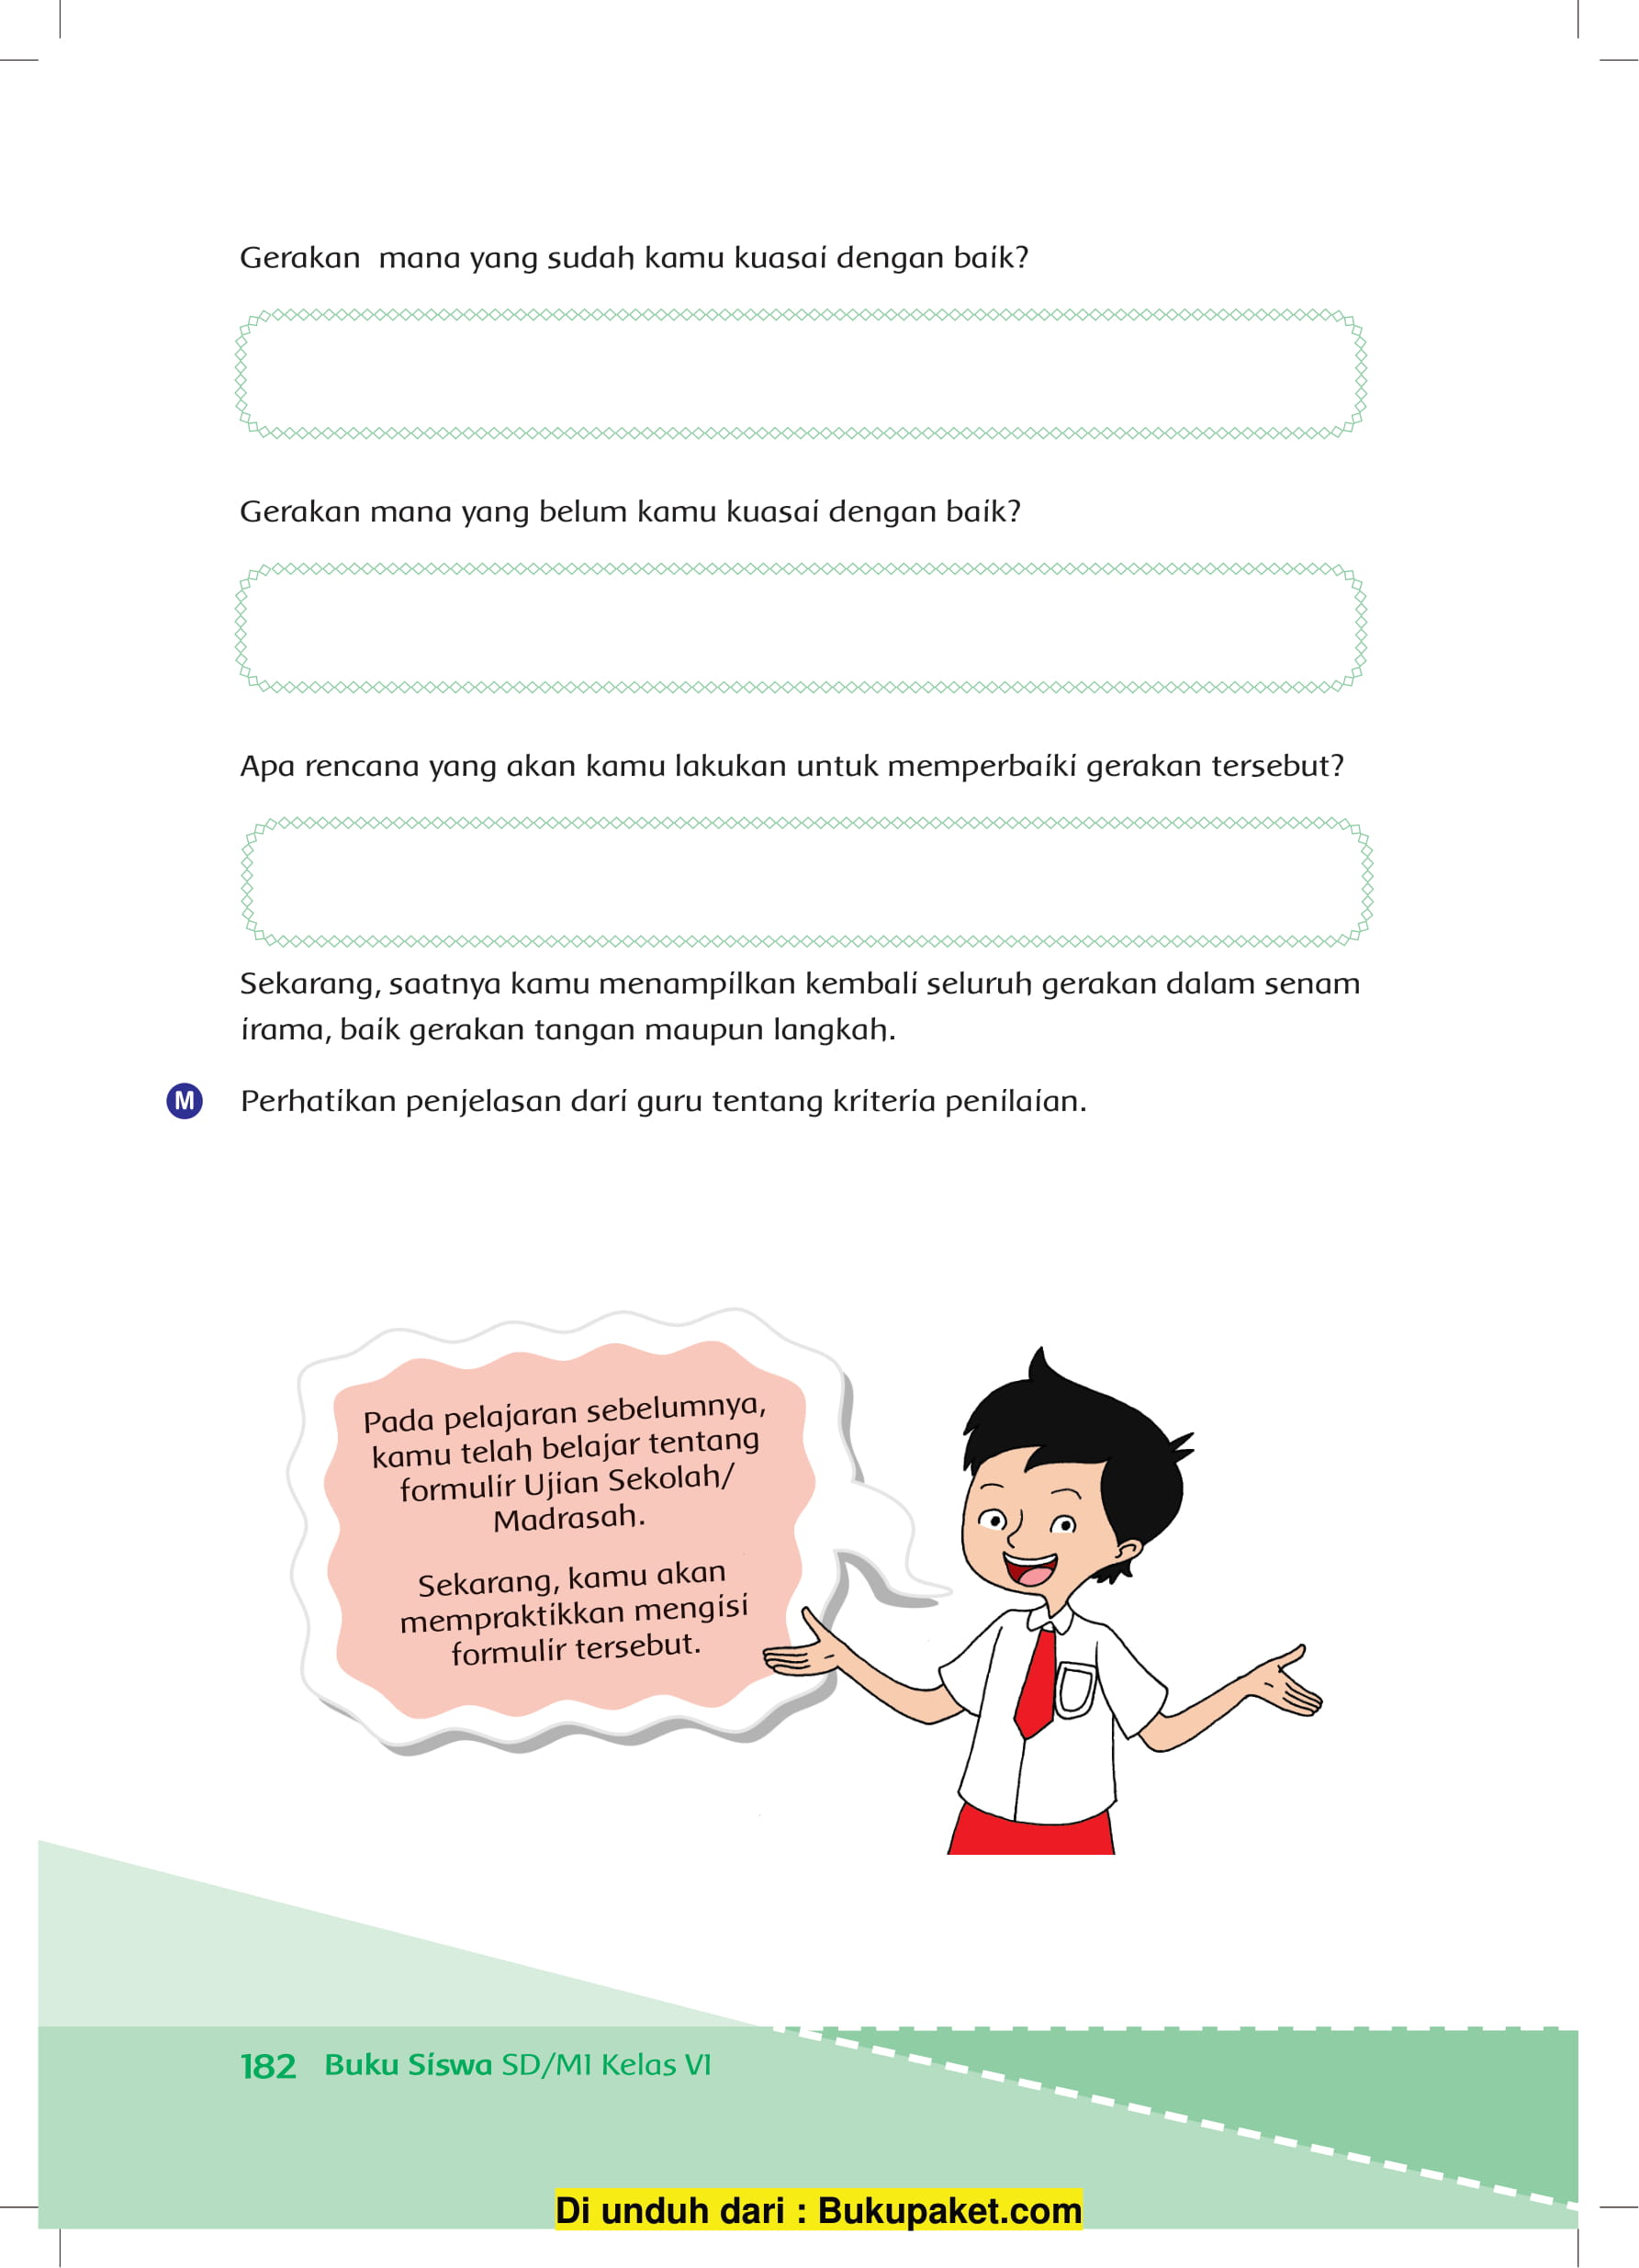 Gerakan  mana yang sudah kamu kuasai dengan baik?
Gerakan mana yang belum kamu kuasai dengan baik?
Apa rencana yang akan kamu lakukan untuk memperbaiki gerakan tersebut?
Sekarang, saatnya kamu menampilkan kembali seluruh gerakan dalam senam
irama, baik gerakan tangan maupun langkah.
M Perhatikan penjelasan dari guru tentang kriteria penilaian.
Pada pelajaran sebelumnya,
kamu telah belajar tentang
formulir Ujian Sekolah/
Madrasah.
Sekarang, kamu akan
mempraktikkan mengisi
formulir tersebut.
182 Buku Siswa SD/MI Kelas VI
Di unduh dari : Bukupaket.com